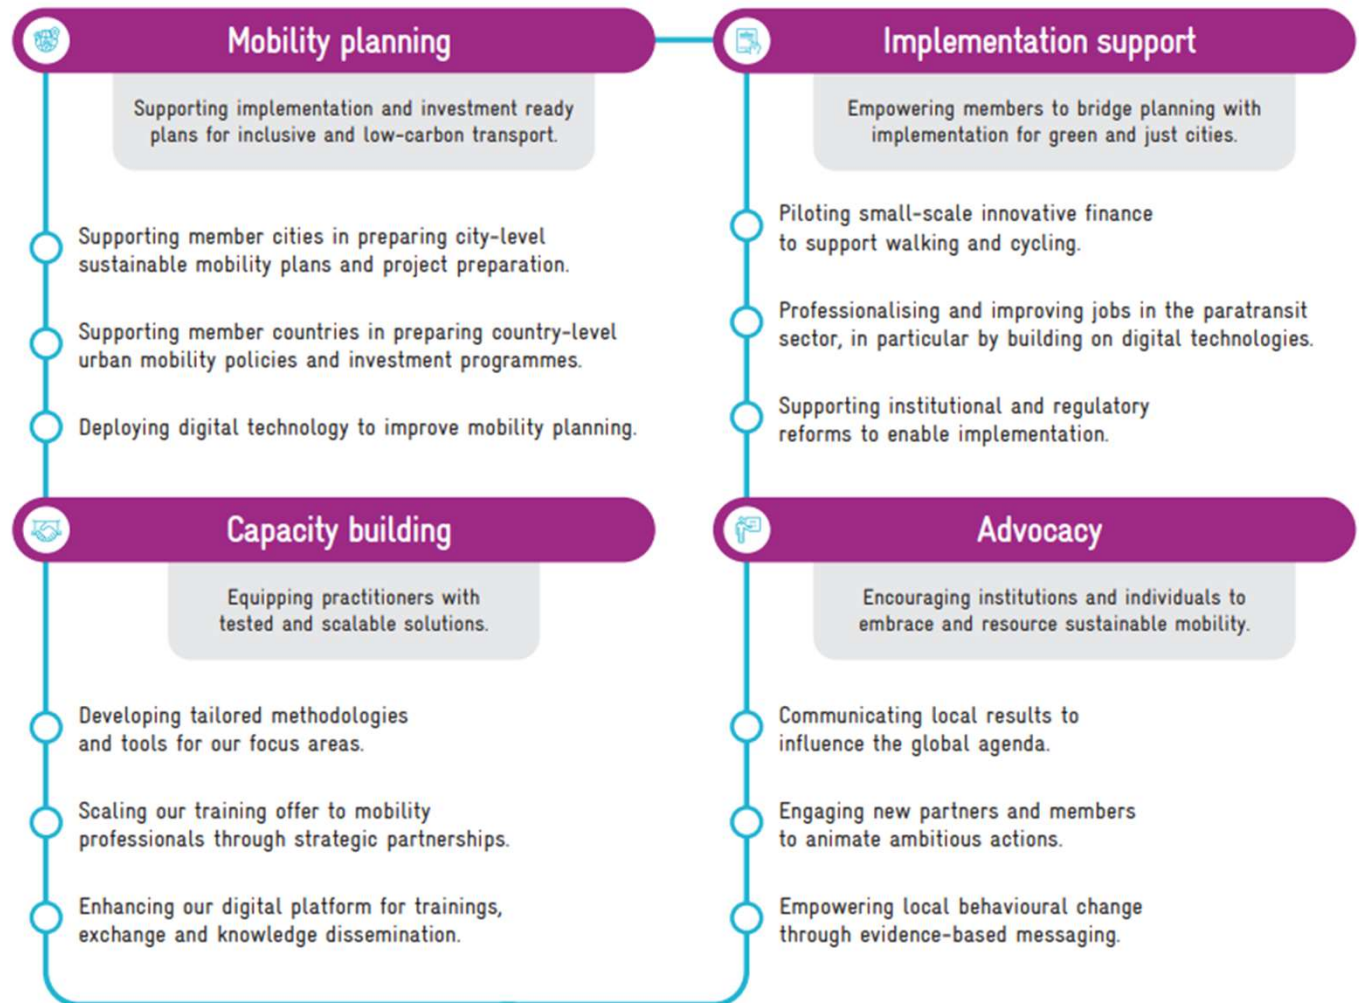 Mobility planning
Supporting implementation and investment ready
plans for inclusive and low-carbon transport.
Supporting member cities in preparing city-level
sustainable mobility plans and project preparation.
Supporting member countries in preparing country-level
urban mobility policies and investment programmes.
Deploying digital technology to improve mobility planning.
Implementation support
Empowering members to bridge planning with
implementation for green and just cities.
Piloting small-scale innovative finance
to support walking and cycling.
Professionalising and improving jobs in the paratransit
sector, in particular by building on digital technologies.
Supporting institutional and regulatory
reforms to enable implementation.
Capacity building
Equipping practitioners with
tested and scalable solutions.
Developing tailored methodologies
and tools for our focus areas.
Scaling our training offer to mobility
professionals through strategic partnerships.
Enhancing our digital platform for trainings,
exchange and knowledge dissemination.
Advocacy
Encouraging institutions and individuals to
embrace and resource sustainable mobility.
Communicating local results to
influence the global agenda.
Engaging new partners and members
to animate ambitious actions.
Empowering local behavioural change
through evidence-based messaging.